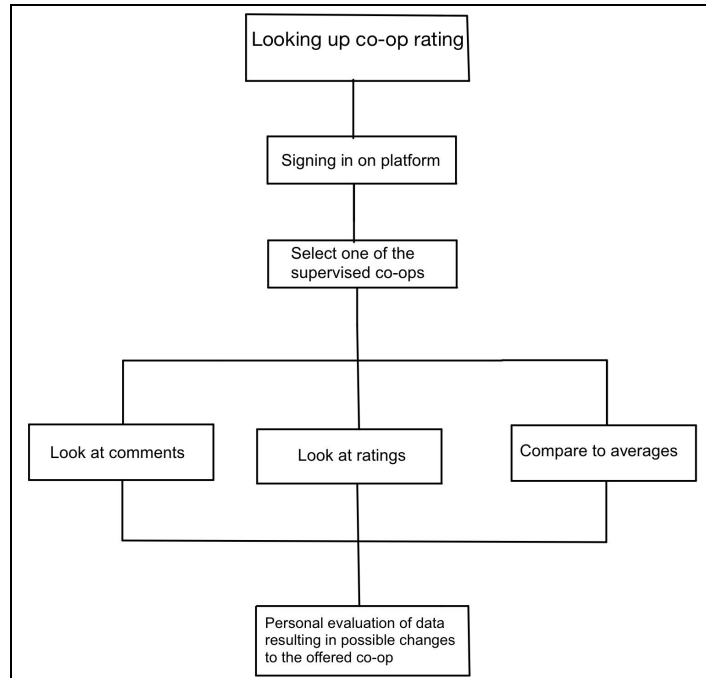 Looking up co-op rating
Signing in on platform
Select one of the
supervised co-ops
Look at comments
Look at ratings
Compare to averages
Personal evaluation of data
resulting in possible changes
to the offered co-op